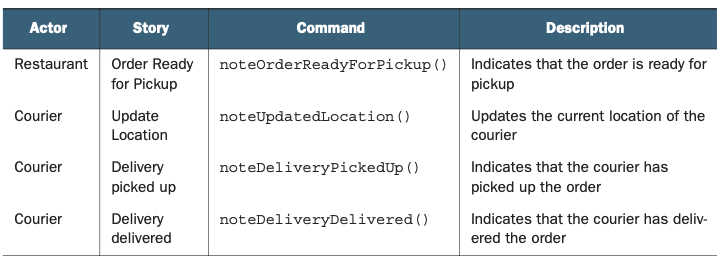 Actor Story Command Description
Restaurant Order Ready noteOrderReadyForPickup() Indicates that the order is ready for
for Pickup pickup
Courier Update noteUpdatedLocation() Updates the current location of the
Location courier
Courier Delivery noteDeliveryPickedUp() Indicates that the courier has
picked up picked up the order
Courier Delivery noteDeliveryDelivered() Indicates that the courier has deliv-
delivered ered the order